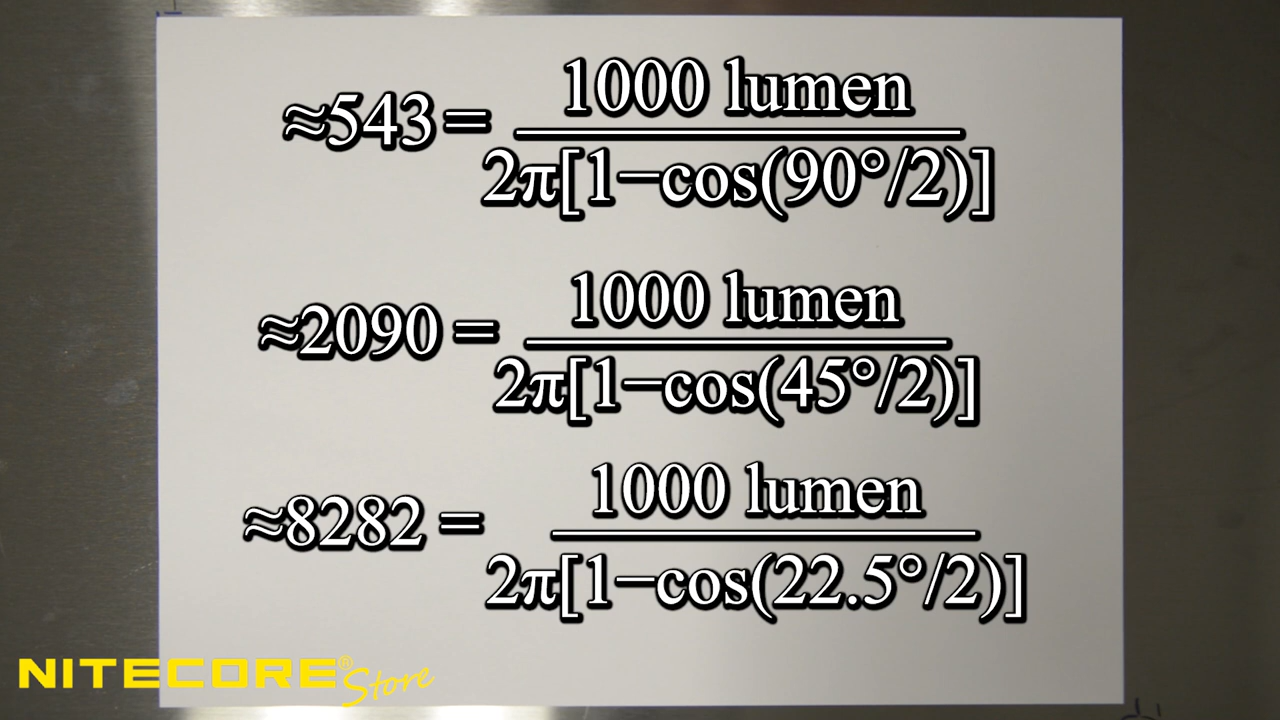 ≈543 = 1000 lumen
2π[1−cos(90°/2)]
≈2090 = 1000 lumen
2π[1−cos(45°/2)]
≈8282 = 1000 lumen
2π[1−cos(22.5°/2)]
NITECORE® Store